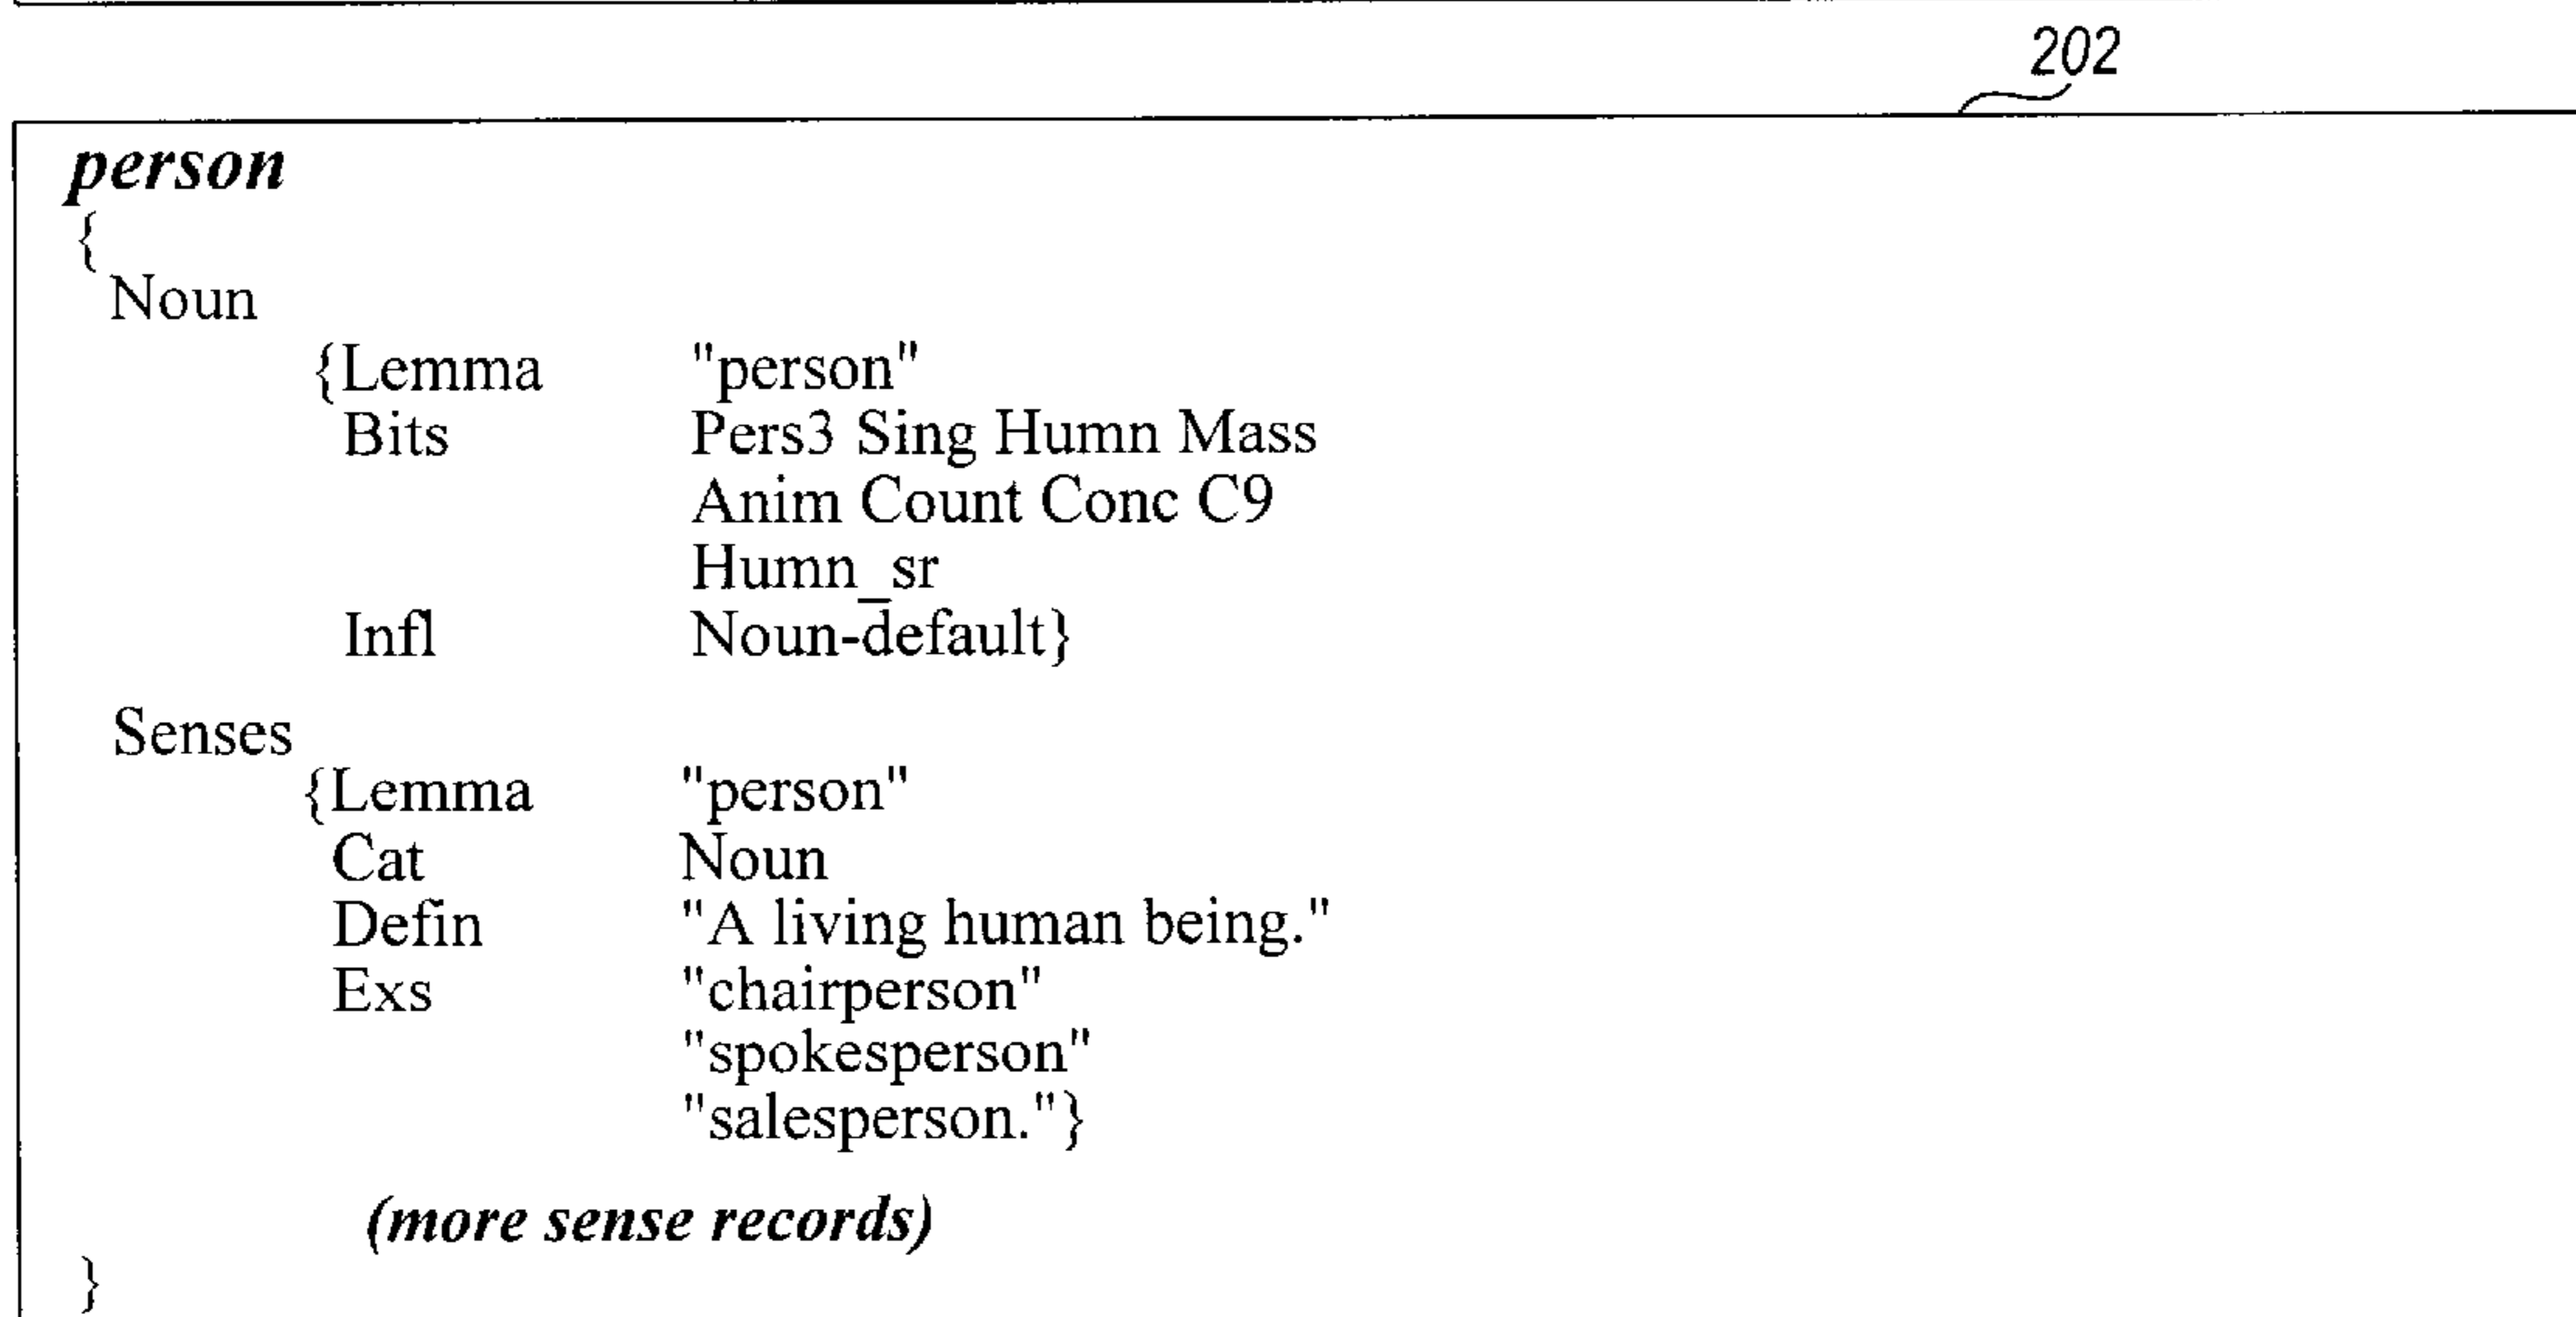 202
person
{
Noun
{Lemma "person"
Bits Pers3 Sing Humn Mass
Anim Count Conc C9
Humn_sr
Infl Noun-default}
Senses
{Lemma "person"
Cat Noun
Defin "A living human being."
Exs "chairperson"
"spokesperson"
"salesperson."}
(more sense records)
}